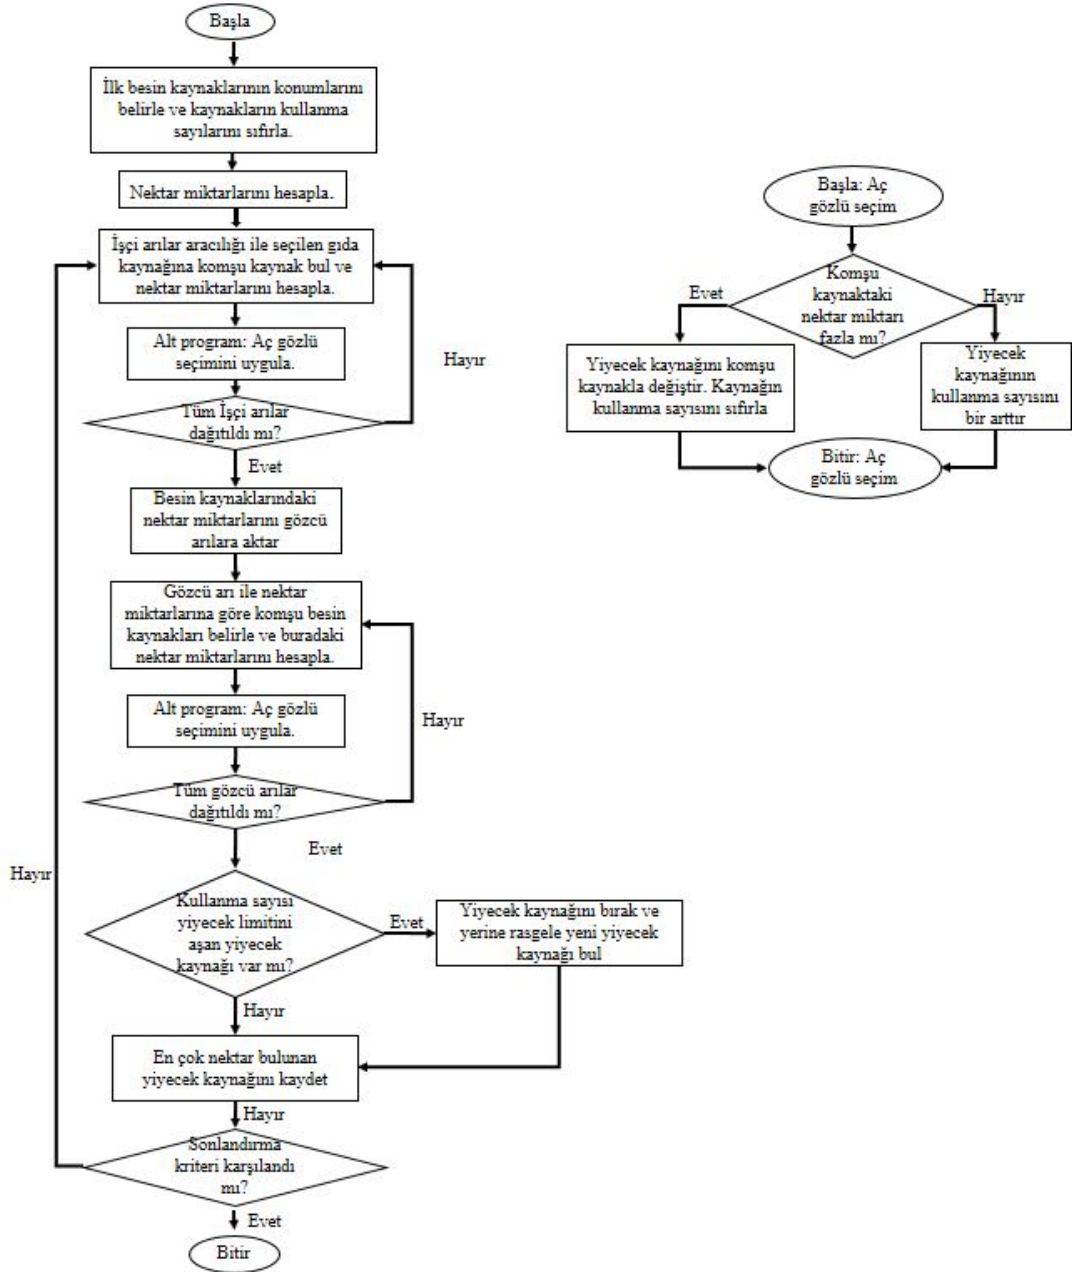 Başla
İlk besin kaynaklarının konumlarını
belirle ve kaynakların kullanma
sayılarını sıfırla.
Nektar miktarlarını hesapla.
İşçi arılar aracılığı ile seçilen gıda
kaynağına komşu kaynak bul ve
nektar miktarlarını hesapla.
Alt program: Aç gözlü
seçimini uygula.
Hayır
Tüm İşçi arılar
dağıtıldı mı?
Evet
Besin kaynaklarındaki
nektar miktarlarını gözcü
arılara aktar
Gözcü arı ile nektar
miktarlarına göre komşu besin
kaynakları belirle ve buradaki
nektar miktarlarını hesapla.
Alt program: Aç gözlü
seçimini uygula.
Hayır
Tüm gözcü arılar
dağıtıldı mı?
Evet
Hayır
Kullanma sayısı
yiyecek limitini
aşan yiyecek
kaynağı var mı?
Evet
Yiyecek kaynağını bırak ve
yerine rasgele yeni yiyecek
kaynağı bul
Hayır
En çok nektar bulunan
yiyecek kaynağını kaydet
Hayır
Sonlandırma
kriteri karşılandı
mı?
Evet
Bitir
Başla: Aç
gözlü seçim
Komşu
kaynaktaki
nektar miktarı
fazla mı?
Evet
Hayır
Yiyecek kaynağını komşu
kaynakla değiştir. Kaynağın
kullanma sayısını sıfırla
Yiyecek
kaynağının
kullanma sayısını
bir arttır
Bitir: Aç
gözlü seçim